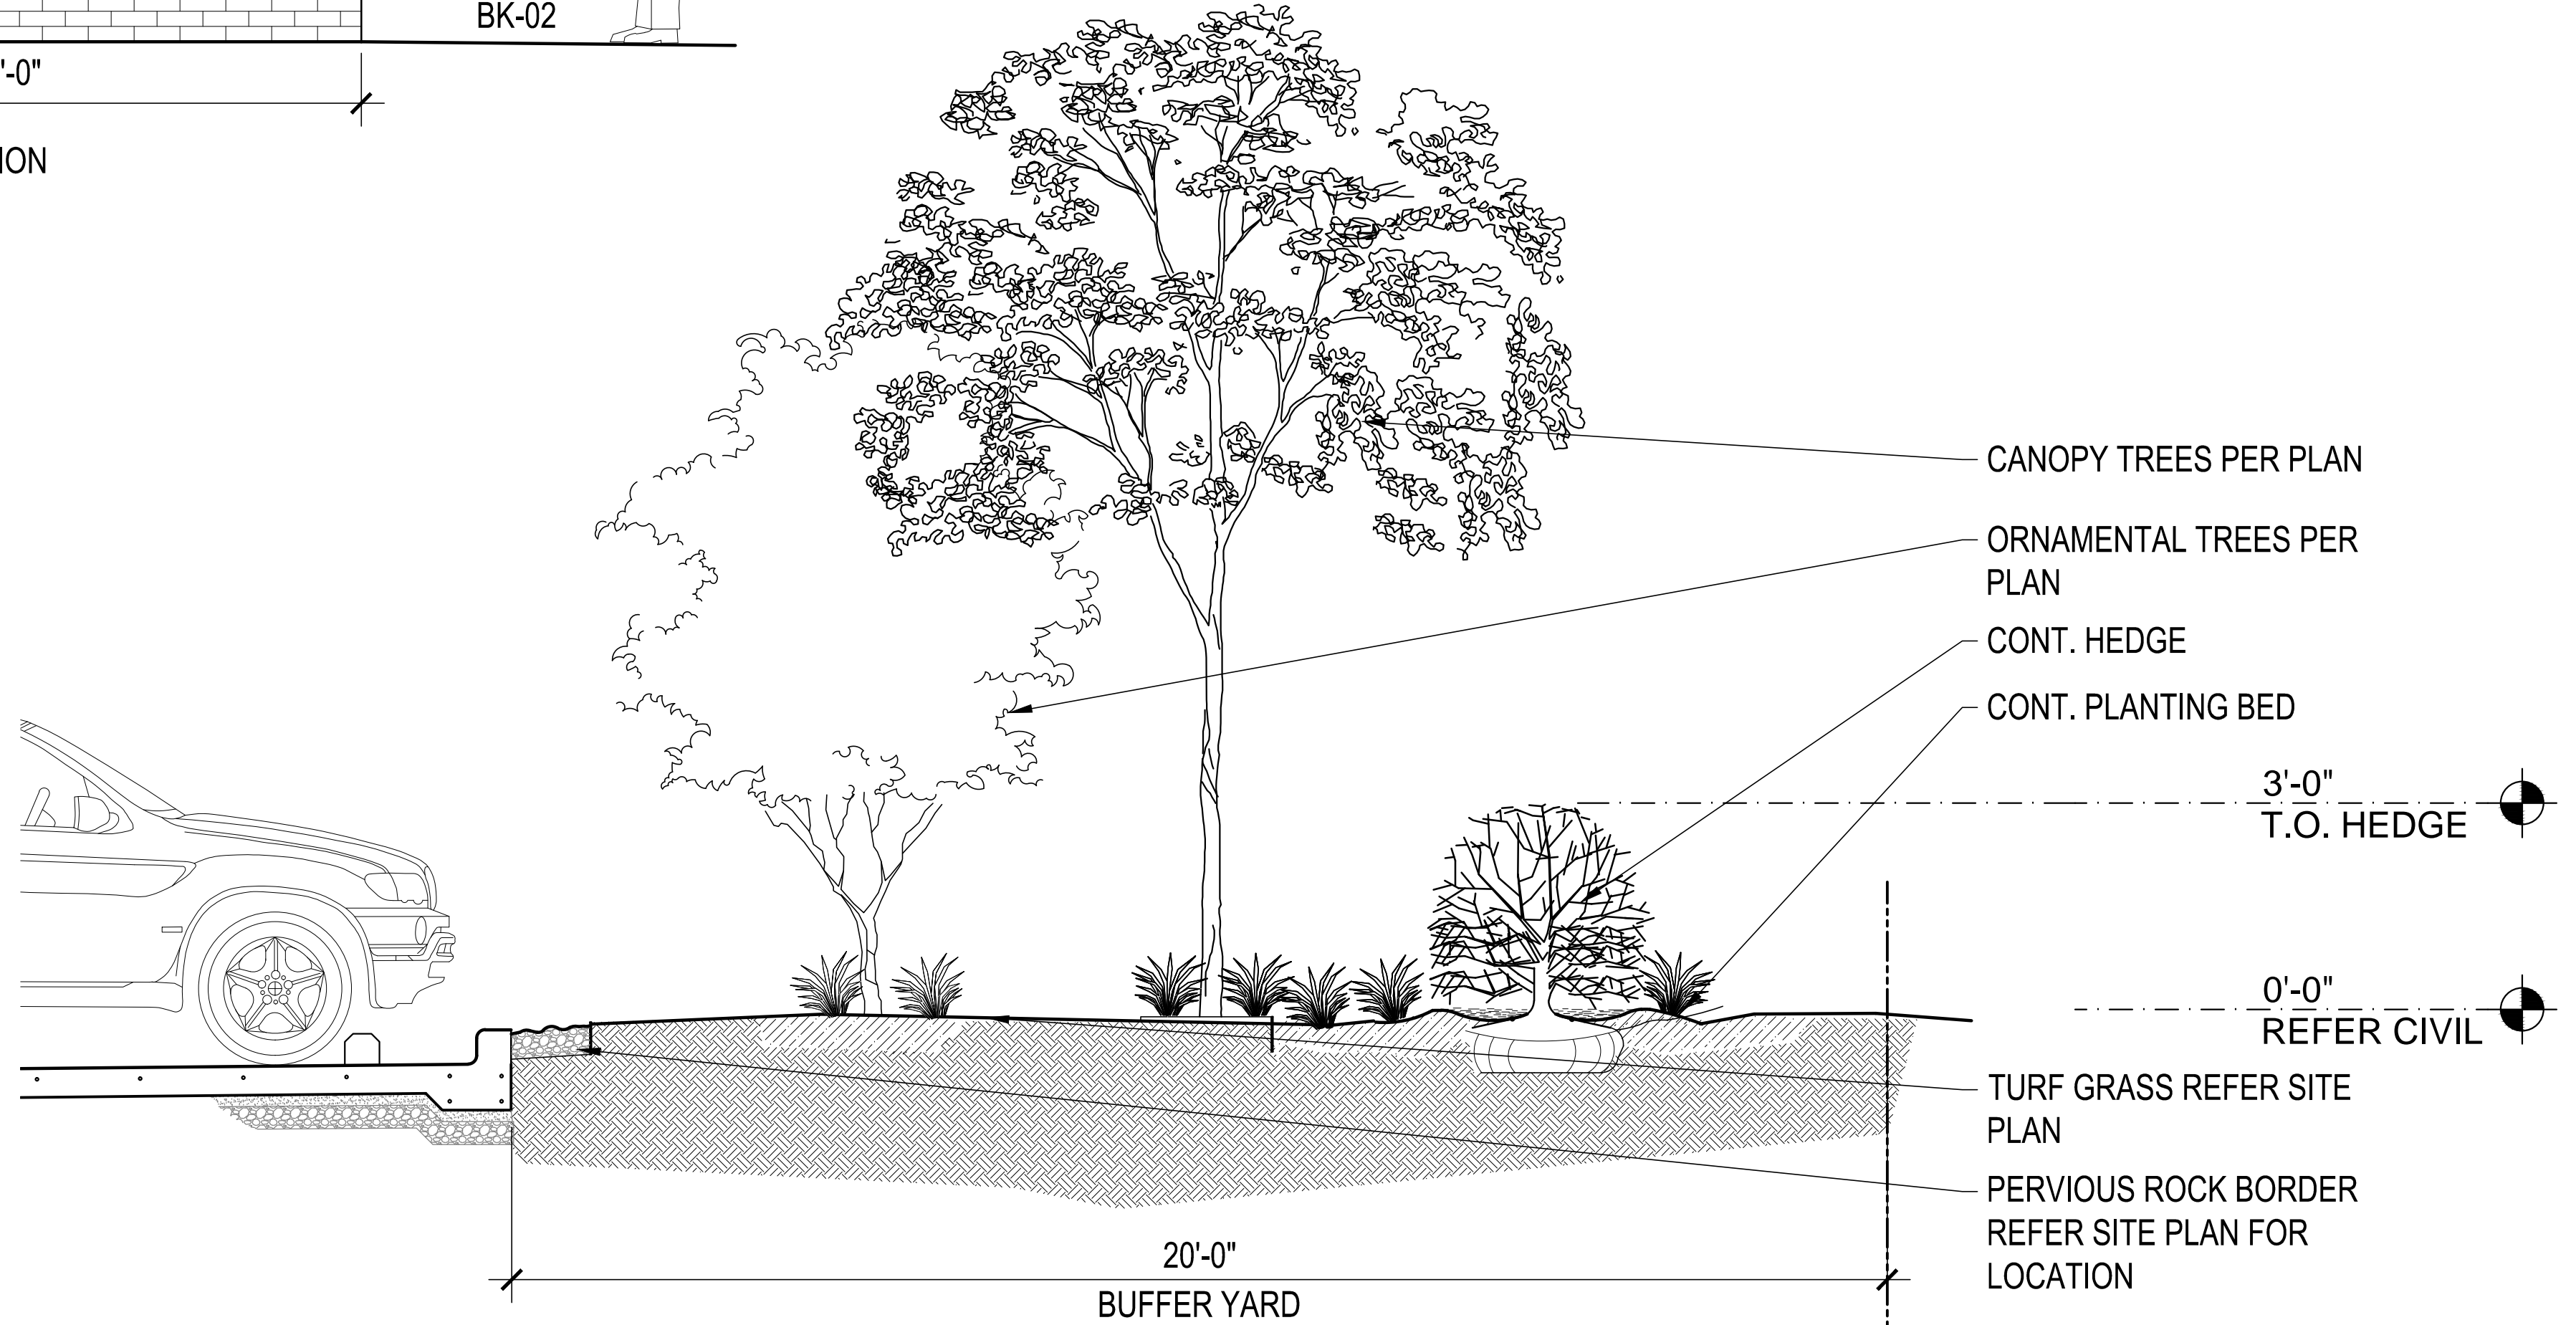 BK-02
'-0"
CANOPY TREES PER PLAN
ORNAMENTAL TREES PER
PLAN
CONT. HEDGE
CONT. PLANTING BED
3'-0"
T.O. HEDGE
0'-0"
REFER CIVIL
TURF GRASS REFER SITE
PLAN
PERVIOUS ROCK BORDER
REFER SITE PLAN FOR
LOCATION
20'-0"
BUFFER YARD